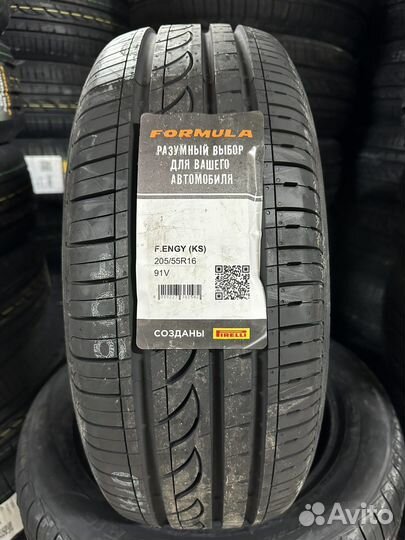 FORMULA
РАЗУМНЫЙ ВЫБОР
ДЛЯ ВАШЕГО
АВТОМОБИЛЯ
F.ENGY (KS)
205/55R16
91V
СОЗДАНЫ PIRELLI
Avito